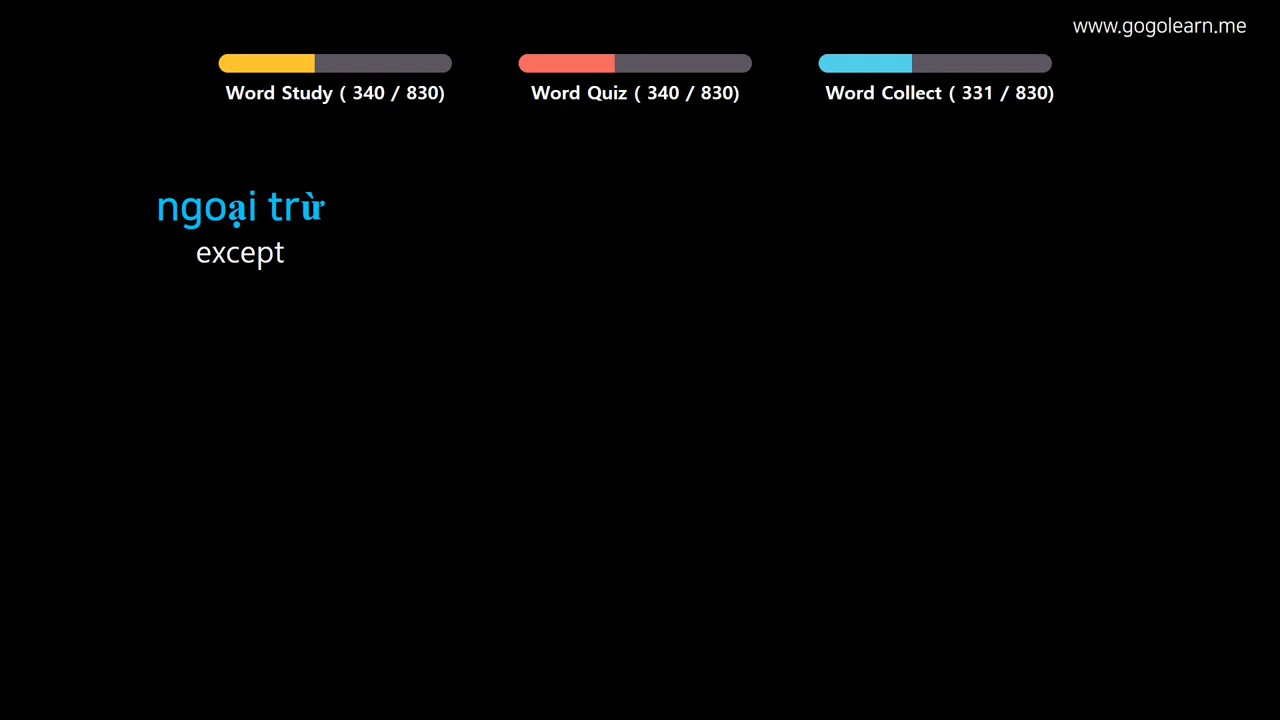 www.gogolearn.me
Word Study ( 340 / 830)
Word Quiz ( 340 / 830)
Word Collect ( 331 / 830)
ngoại trừ
except